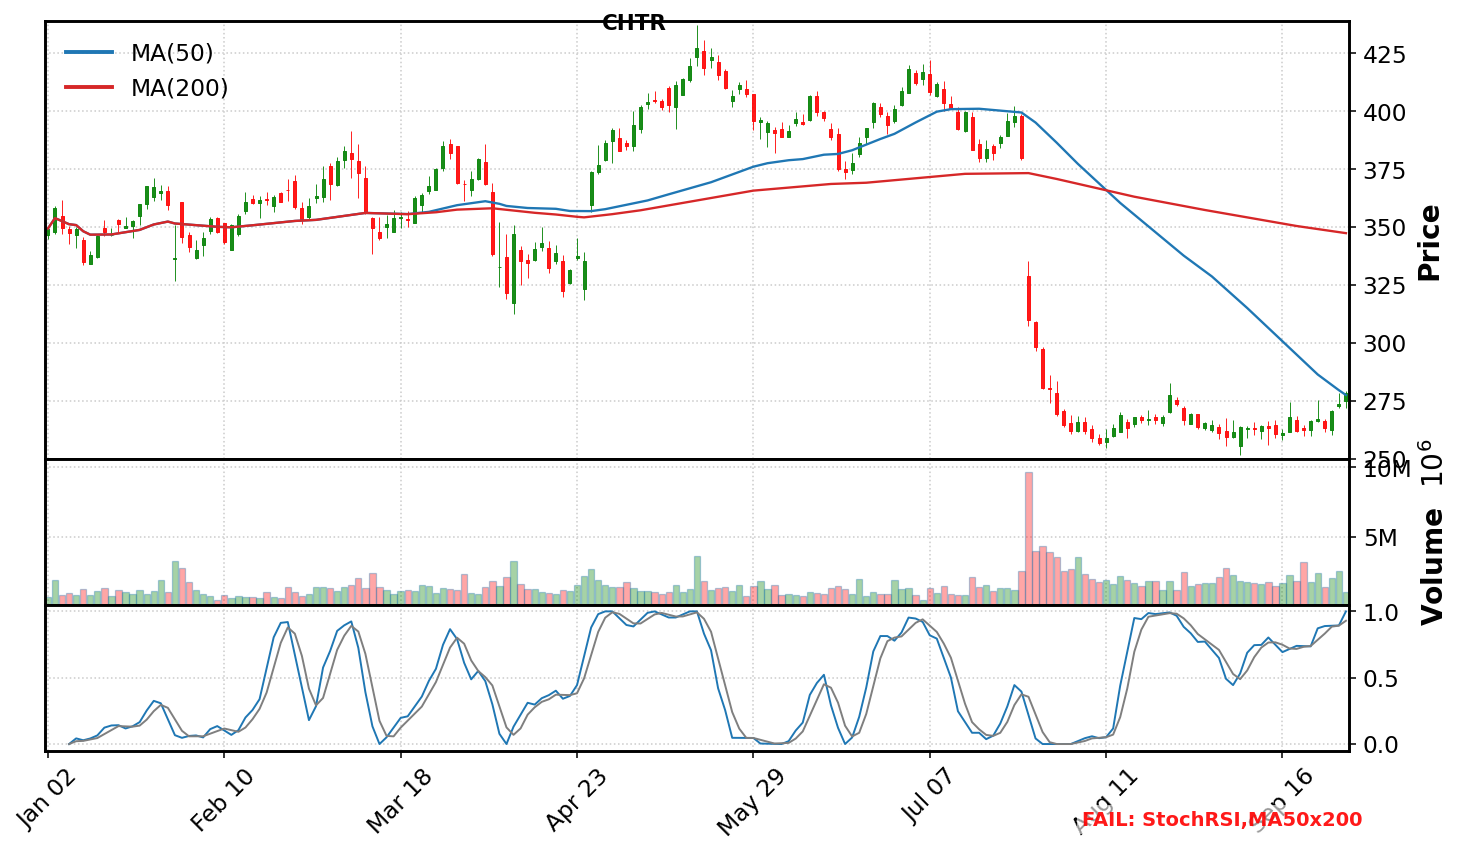 CHTR
MA(50)
MA(200)
425
400
375
350
325
300
275
250
Price
10M
5M
Volume 10^6
1.0
0.5
0.0
Jan 02
Feb 10
Mar 18
Apr 23
May 29
Jul 07
Aug 11
Sep 16
FAIL: StochRSI,MA50x200